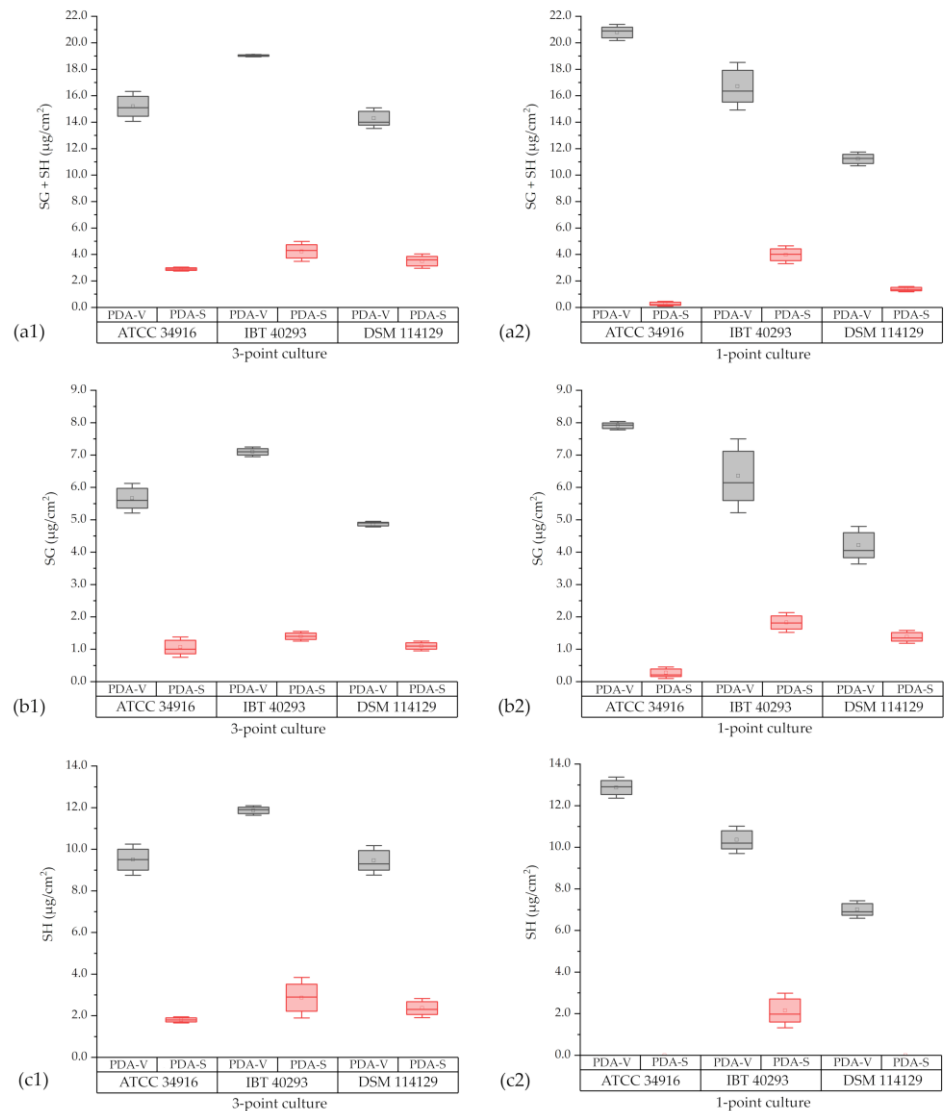 22.0
20.0
18.0
16.0
14.0
12.0
10.0
8.0
6.0
4.0
2.0
0.0
SG + SH (µg/cm²)
PDA-V PDA-S PDA-V PDA-S PDA-V PDA-S
ATCC 34916 IBT 40293 DSM 114129
(a1) 3-point culture
22.0
20.0
18.0
16.0
14.0
12.0
10.0
8.0
6.0
4.0
2.0
0.0
SG + SH (µg/cm²)
PDA-V PDA-S PDA-V PDA-S PDA-V PDA-S
ATCC 34916 IBT 40293 DSM 114129
(a2) 1-point culture
9.0
8.0
7.0
6.0
5.0
4.0
3.0
2.0
1.0
0.0
SG (µg/cm²)
PDA-V PDA-S PDA-V PDA-S PDA-V PDA-S
ATCC 34916 IBT 40293 DSM 114129
(b1) 3-point culture
9.0
8.0
7.0
6.0
5.0
4.0
3.0
2.0
1.0
0.0
SG (µg/cm²)
PDA-V PDA-S PDA-V PDA-S PDA-V PDA-S
ATCC 34916 IBT 40293 DSM 114129
(b2) 1-point culture
14.0
12.0
10.0
8.0
6.0
4.0
2.0
0.0
SH (µg/cm²)
PDA-V PDA-S PDA-V PDA-S PDA-V PDA-S
ATCC 34916 IBT 40293 DSM 114129
(c1) 3-point culture
14.0
12.0
10.0
8.0
6.0
4.0
2.0
0.0
SH (µg/cm²)
PDA-V PDA-S PDA-V PDA-S PDA-V PDA-S
ATCC 34916 IBT 40293 DSM 114129
(c2) 1-point culture